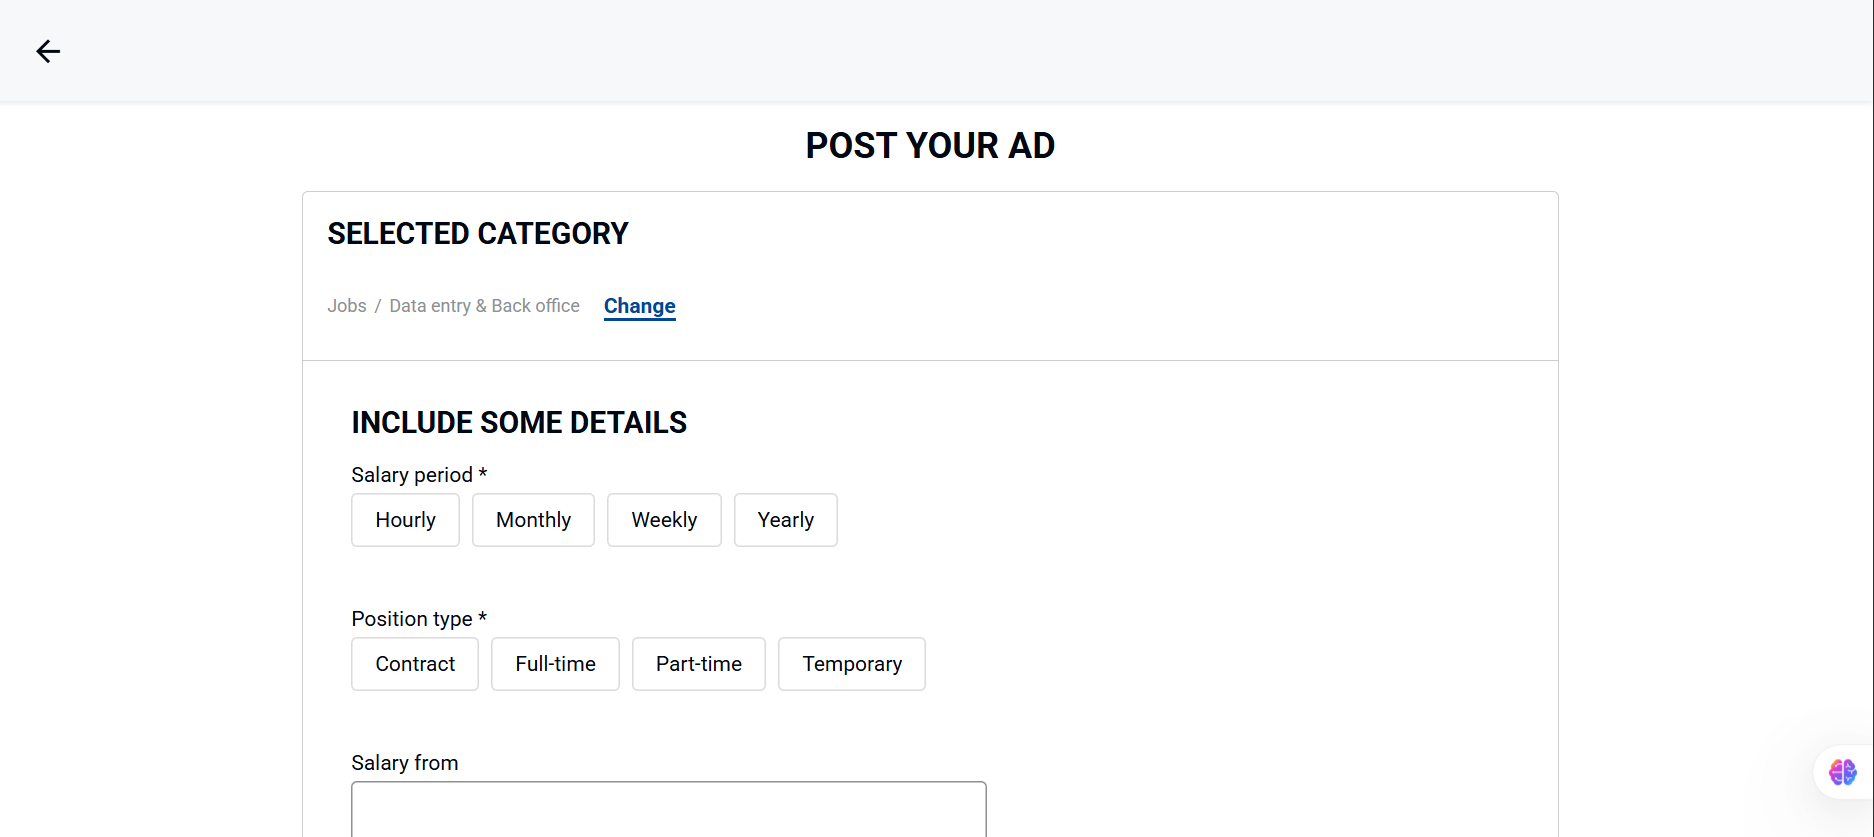 POST YOUR AD
SELECTED CATEGORY
Jobs / Data entry & Back office Change
INCLUDE SOME DETAILS
Salary period *
Hourly Monthly Weekly Yearly
Position type *
Contract Full-time Part-time Temporary
Salary from